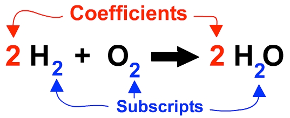 Coefficients
2 H₂ + O₂ → 2 H₂O
Subscripts